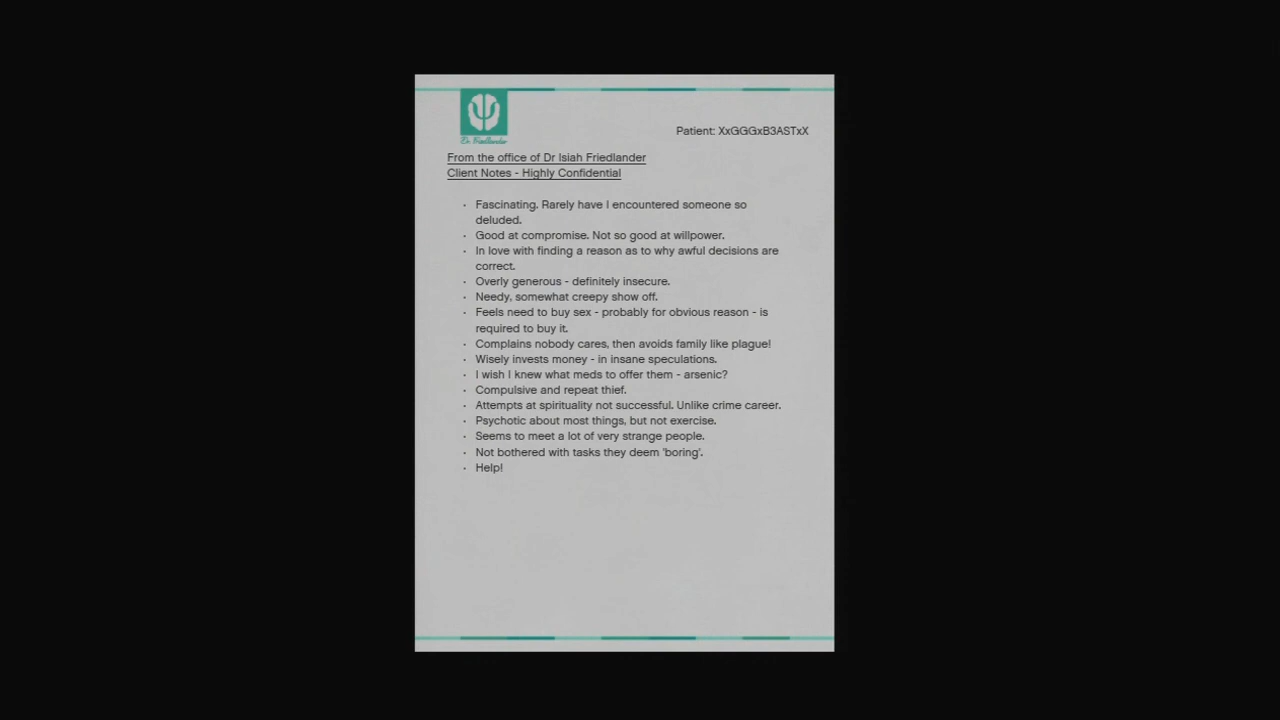 Dr. Friedlander
Patient: XxGGGxB3ASTxX
From the office of Dr Isiah Friedlander
Client Notes - Highly Confidential
· Fascinating. Rarely have I encountered someone so
deluded.
· Good at compromise. Not so good at willpower.
· In love with finding a reason as to why awful decisions are
correct.
· Overly generous - definitely insecure.
· Needy, somewhat creepy show off.
· Feels need to buy sex - probably for obvious reason - is
required to buy it.
· Complains nobody cares, then avoids family like plague!
· Wisely invests money - in insane speculations.
· I wish I knew what meds to offer them - arsenic?
· Compulsive and repeat thief.
· Attempts at spirituality not successful. Unlike crime career.
· Psychotic about most things, but not exercise.
· Seems to meet a lot of very strange people.
· Not bothered with tasks they deem 'boring'.
· Help!